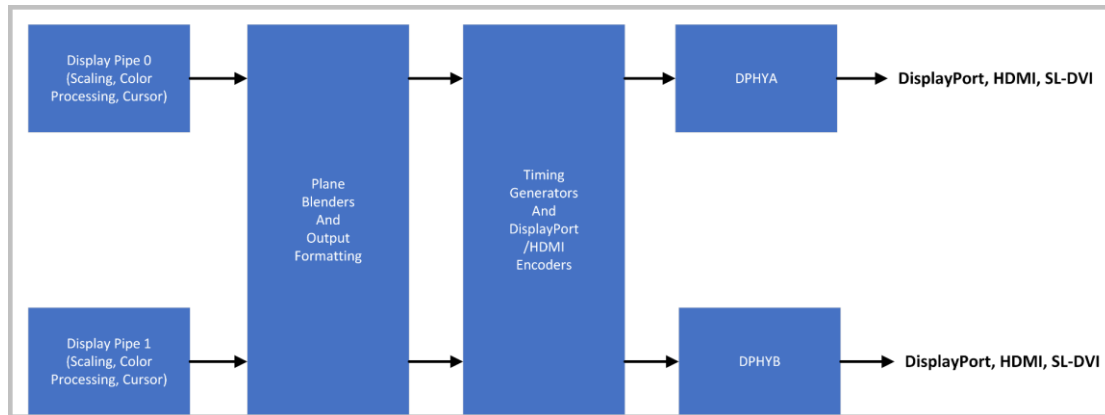 Display Pipe 0
(Scaling, Color
Processing, Cursor)
Plane
Blenders
And
Output
Formatting
Timing
Generators
And
DisplayPort
/HDMI
Encoders
DPHYA
DisplayPort, HDMI, SL-DVI
Display Pipe 1
(Scaling, Color
Processing, Cursor)
DPHYB
DisplayPort, HDMI, SL-DVI